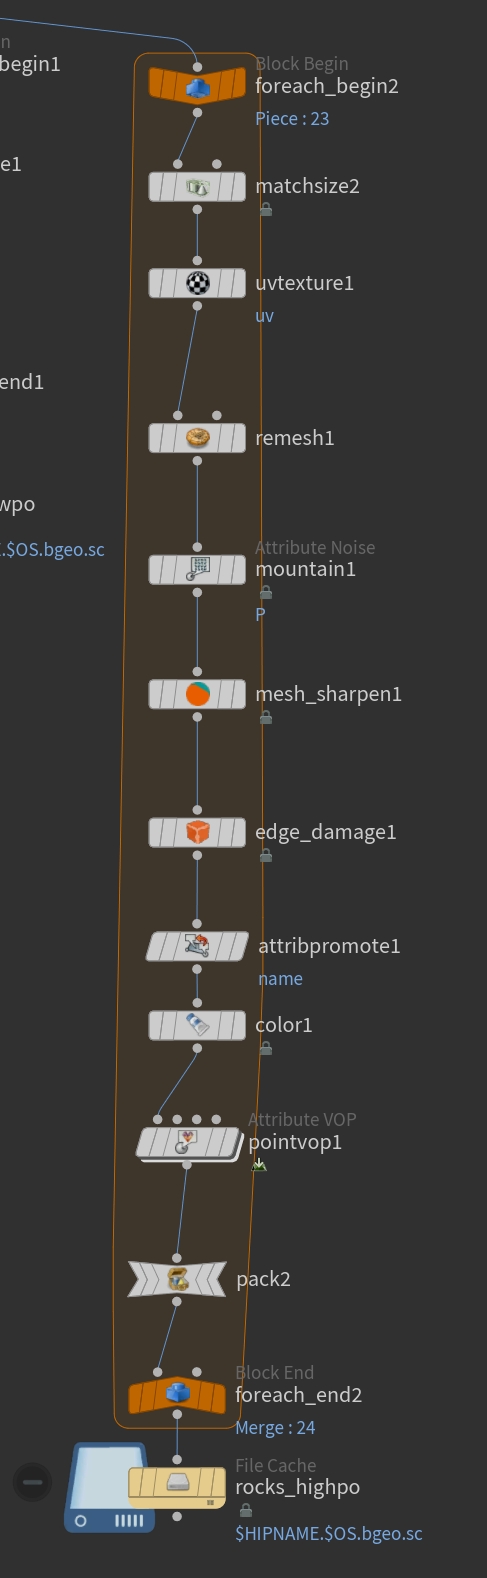 n
begin1
Block Begin
foreach_begin2
Piece : 23
e1
matchsize2
uvtexture1
uv
end1
remesh1
wpo
.$OS.bgeo.sc
Attribute Noise
mountain1
P
mesh_sharpen1
edge_damage1
attribpromote1
name
color1
Attribute VOP
pointvop1
pack2
Block End
foreach_end2
Merge : 24
File Cache
rocks_highpo
$HIPNAME.$OS.bgeo.sc